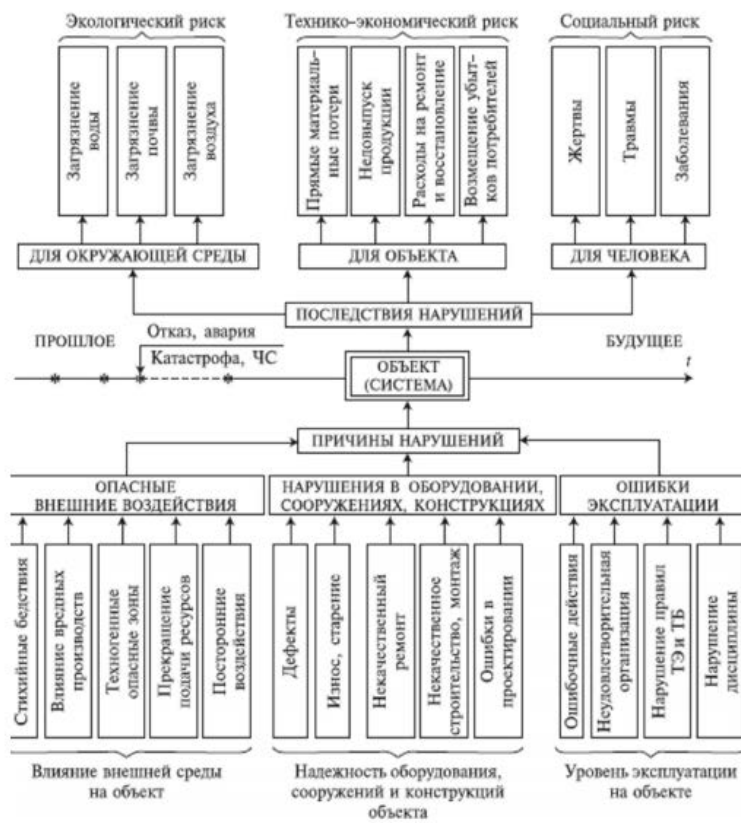 Экологический риск
Технико-экономический риск
Социальный риск
Загрязнение
воды
Загрязнение
почвы
Загрязнение
воздуха
Прямые материаль-
ные потери
Недовыпуск
продукции
Расходы на ремонт
и восстановление
Возмещение убыт-
ков потребителей
Жертвы
Травмы
Заболевания
ДЛЯ ОКРУЖАЮЩЕЙ СРЕДЫ
ДЛЯ ОБЪЕКТА
ДЛЯ ЧЕЛОВЕКА
ПОСЛЕДСТВИЯ НАРУШЕНИЙ
ПРОШЛОЕ
Отказ, авария
Катастрофа, ЧС
БУДУЩЕЕ
t
ОБЪЕКТ
(СИСТЕМА)
ПРИЧИНЫ НАРУШЕНИЙ
ОПАСНЫЕ
ВНЕШНИЕ ВОЗДЕЙСТВИЯ
НАРУШЕНИЯ В ОБОРУДОВАНИИ,
СООРУЖЕНИЯХ, КОНСТРУКЦИЯХ
ОШИБКИ
ЭКСПЛУАТАЦИИ
Стихийные бедствия
Влияние вредных
производств
Техногенные
опасные зоны
Прекращение
подачи ресурсов
Посторонние
воздействия
Дефекты
Износ, старение
Некачественный
ремонт
Некачественное
строительство, монтаж
Ошибки в
проектировании
Ошибочные действия
Неудовлетворительная
организация
Нарушение правил
ТЭ и ТБ
Нарушение
дисциплины
Влияние внешней среды
на объект
Надежность оборудования,
сооружений и конструкций
объекта
Уровень эксплуатации
на объекте